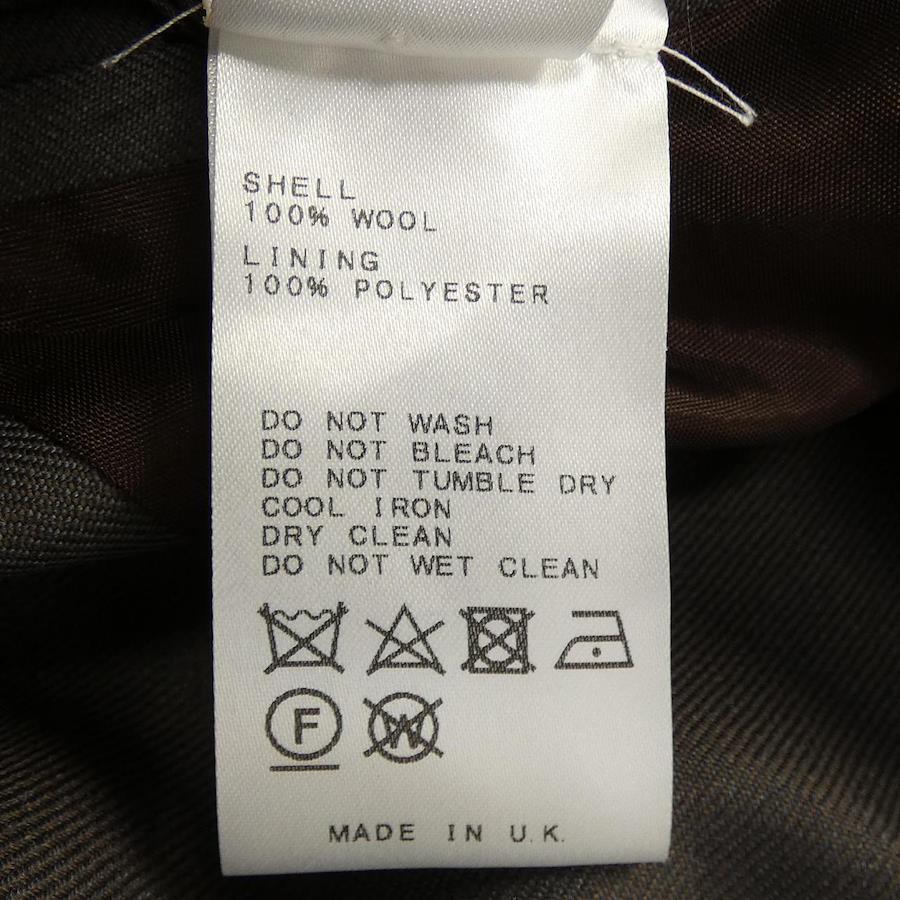 SHELL
100% WOOL
LINING
100% POLYESTER
DO NOT WASH
DO NOT BLEACH
DO NOT TUMBLE DRY
COOL IRON
DRY CLEAN
DO NOT WET CLEAN
F W
MADE IN U.K.